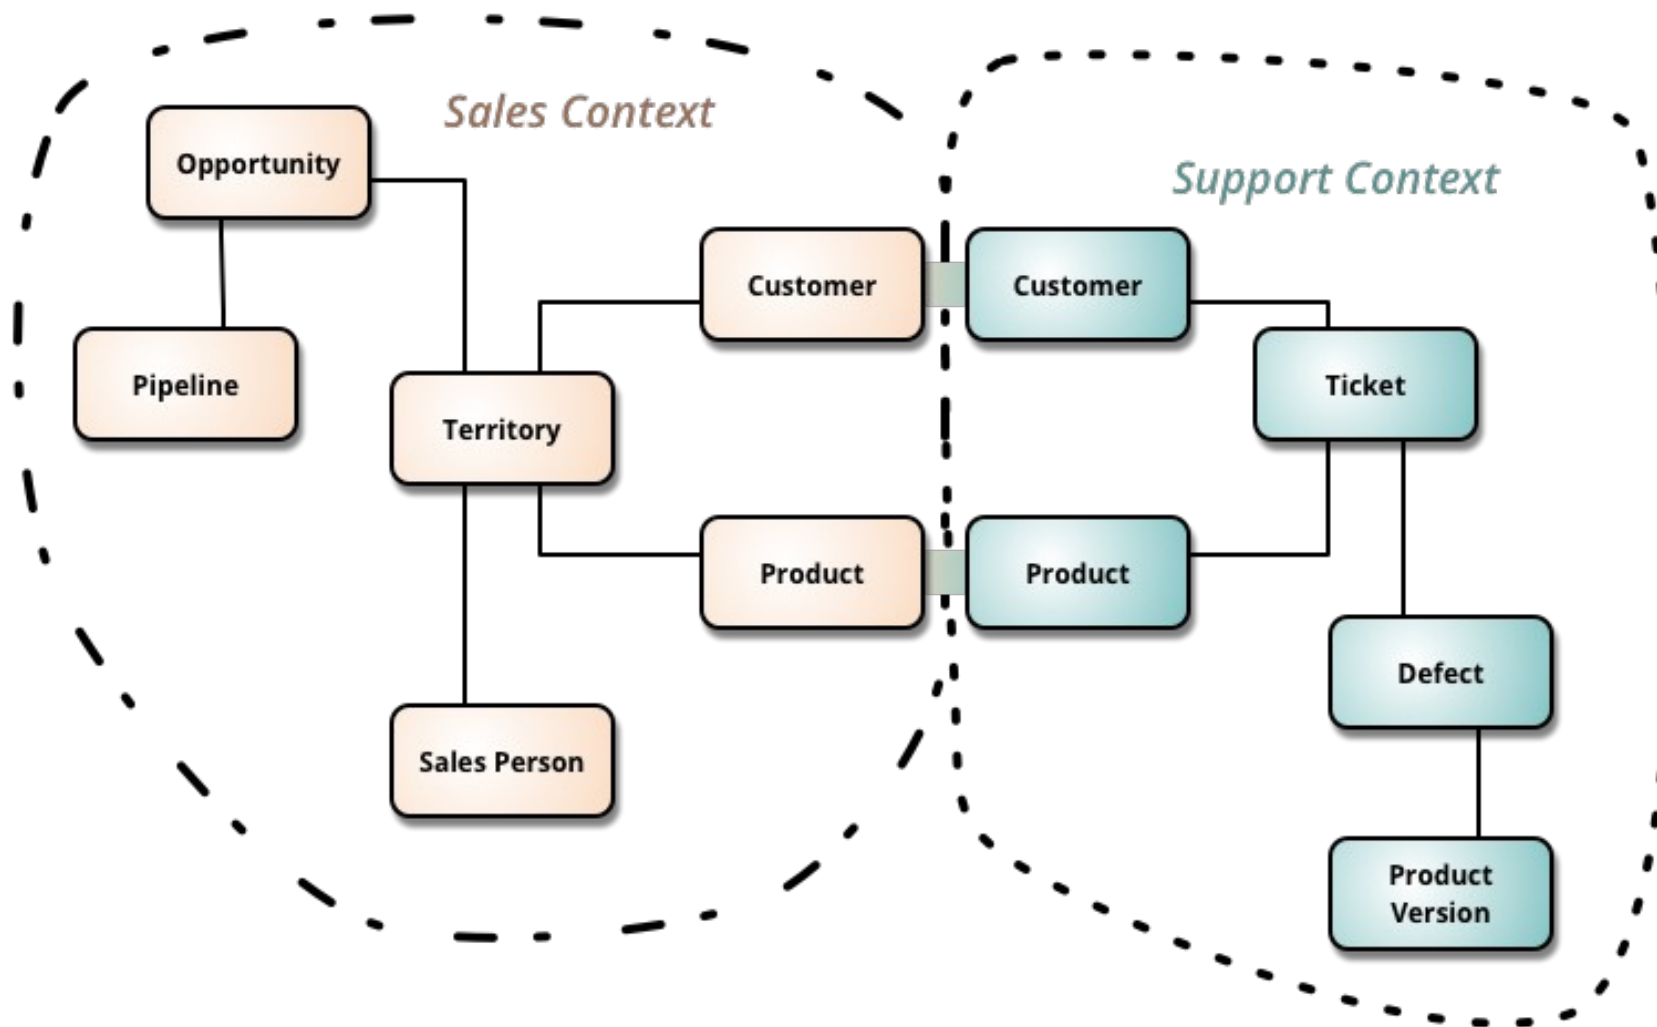 Sales Context
Support Context
Opportunity
Customer
Customer
Pipeline
Ticket
Territory
Product
Product
Defect
Sales Person
Product
Version